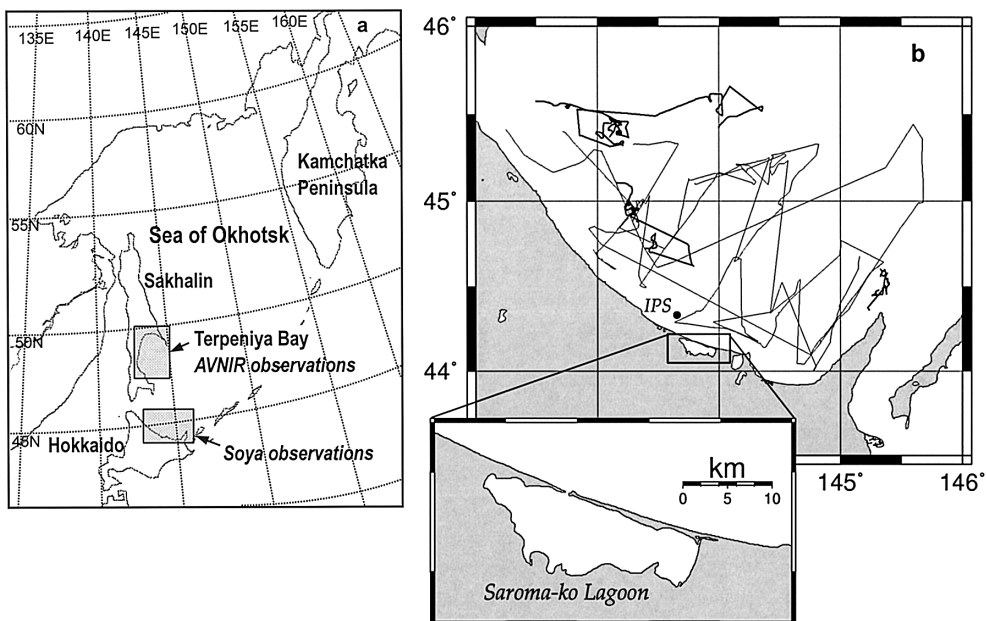 135E 140E 145E 150E 155E 160E
a
60N
Kamchatka
Peninsula
55N
Sea of Okhotsk
Sakhalin
50N
Terpeniya Bay
AVNIR observations
45N
Hokkaido
Soya observations
46°
b
45°
IPS
44°
145° 146°
km
0 5 10
Saroma-ko Lagoon